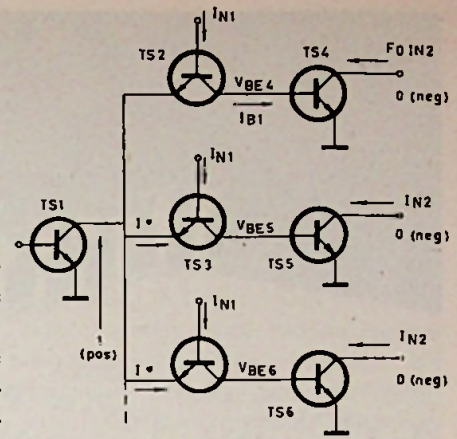 IN1
TS2
TS4
VBE4
IB1
FO IN2
0 (neg)
IN1
TS1
I*
VBE5
TS3
TS5
IN2
0 (neg)
IN1
(pos)
I*
VBE6
TS6
IN2
0 (neg)